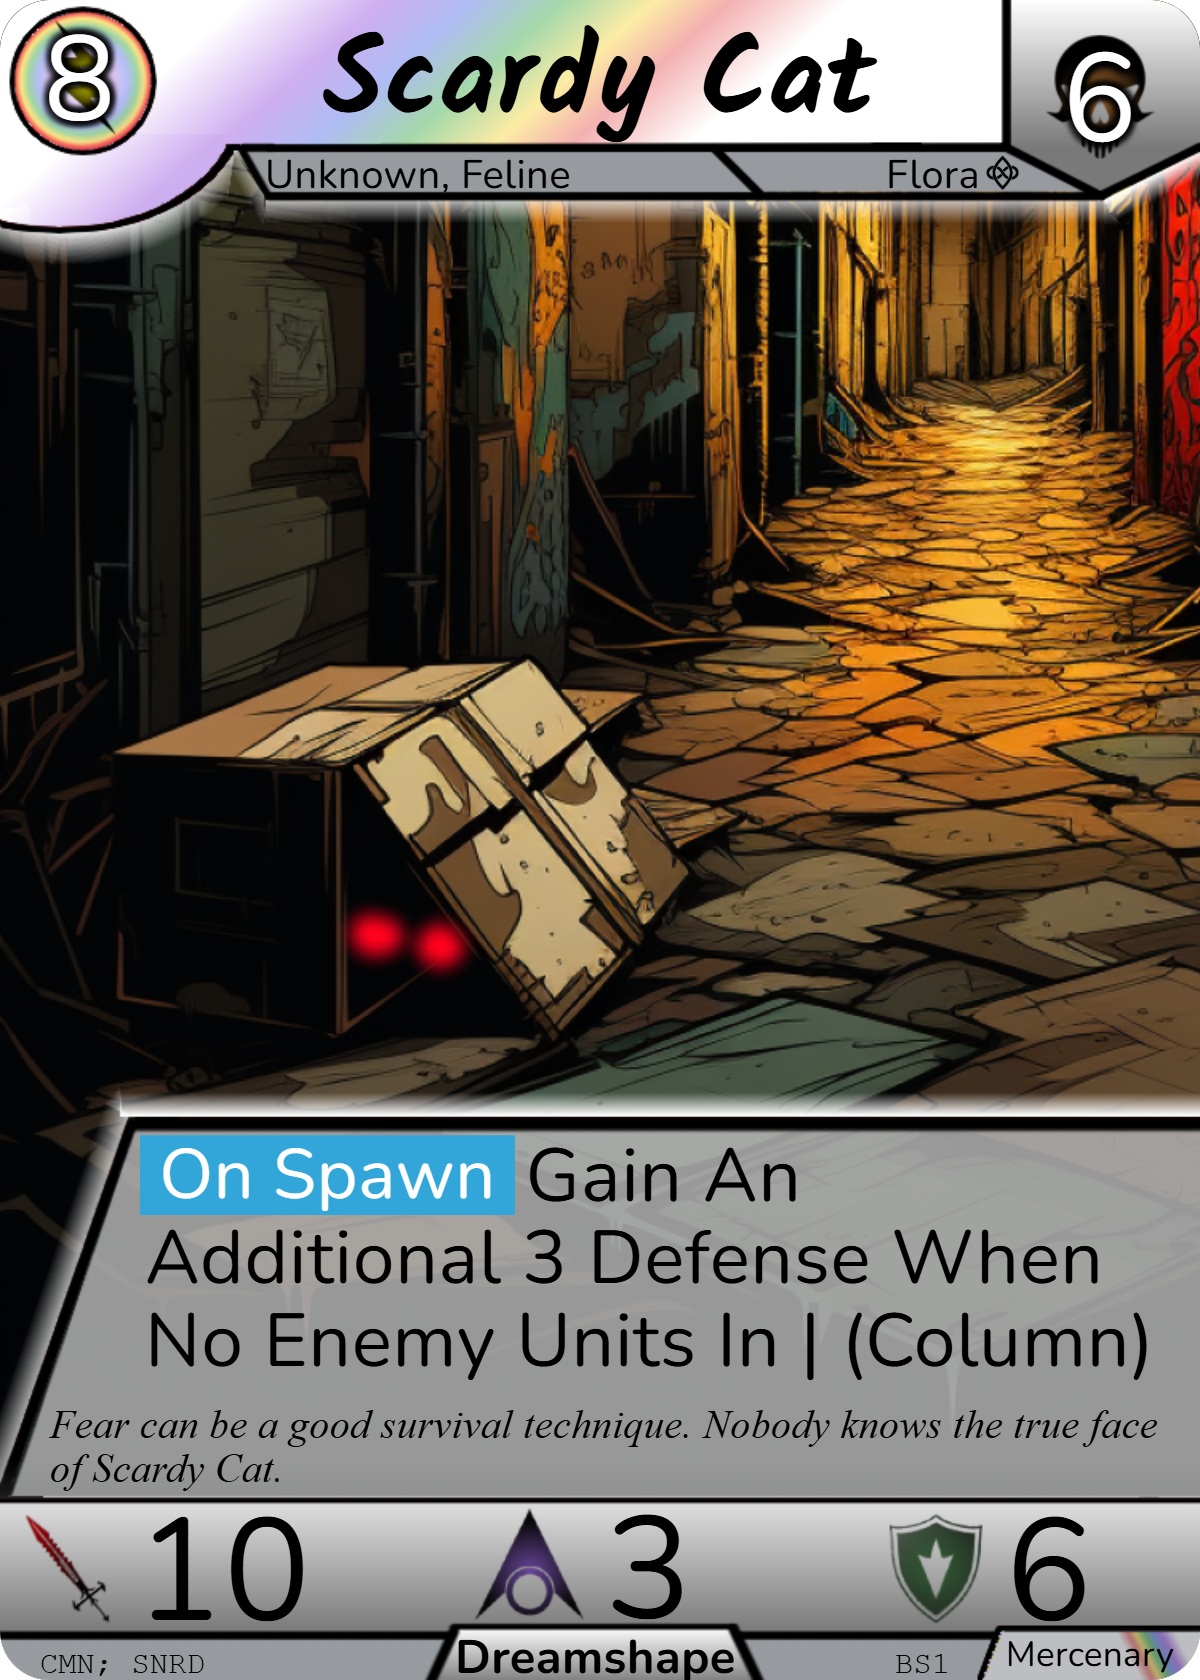 8
Scardy Cat
6
Unknown, Feline
Flora
On Spawn Gain An
Additional 3 Defense When
No Enemy Units In | (Column)
Fear can be a good survival technique. Nobody knows the true face
of Scardy Cat.
10
3
6
CMN; SNRD
Dreamshape
BS1
Mercenary